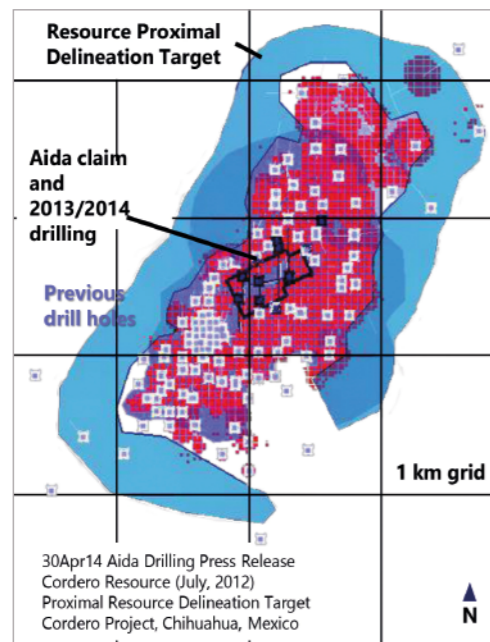 Resource Proximal
Delineation Target
Aida claim
and
2013/2014
drilling
Previous
drill holes
1 km grid
30Apr14 Aida Drilling Press Release
Cordero Resource (July, 2012)
Proximal Resource Delineation Target
Cordero Project, Chihuahua, Mexico
N